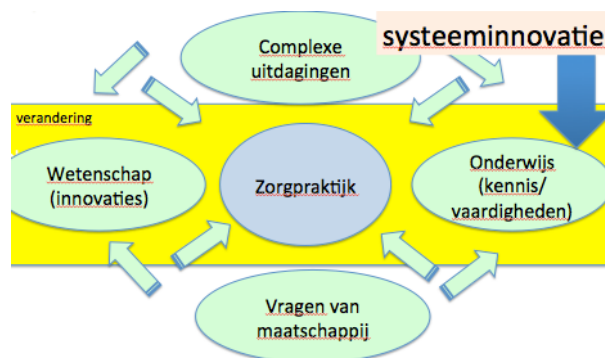 Complexe
uitdagingen
systeeminnovatie
verandering
Wetenschap
(innovaties)
Zorgpraktijk
Onderwijs
(kennis/
vaardigheden)
Vragen van
maatschappij